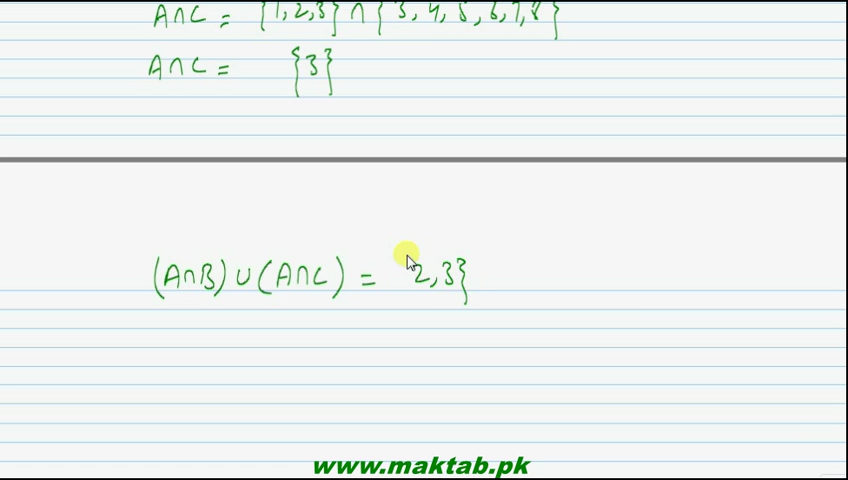 A∩C = {1,2,3} ∩ {3,4,5,6,7,8}
A∩C = {3}
(A∩B)∪(A∩C) = 2,3}
www.maktab.pk